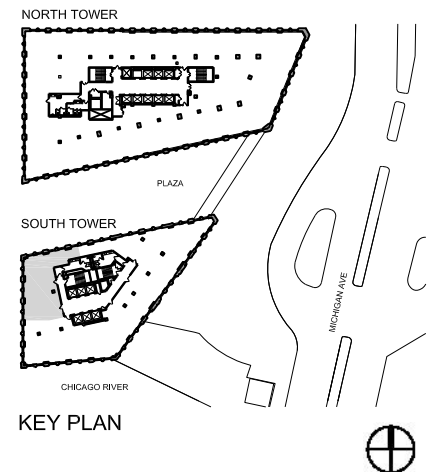 NORTH TOWER
PLAZA
SOUTH TOWER
MICHIGAN AVE
CHICAGO RIVER
KEY PLAN